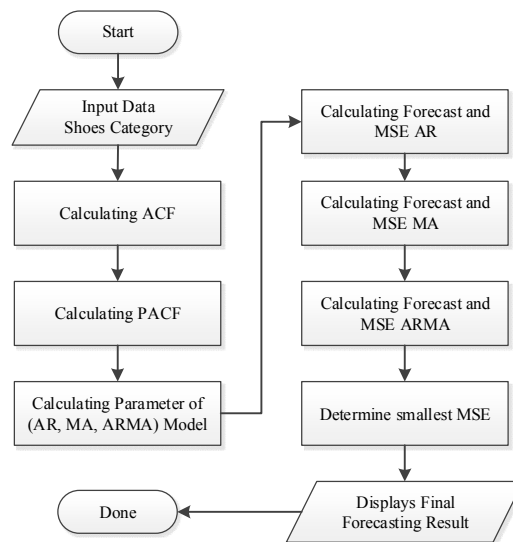 Start
Input Data
Shoes Category
Calculating ACF
Calculating PACF
Calculating Parameter of
(AR, MA, ARMA) Model
Calculating Forecast and
MSE AR
Calculating Forecast and
MSE MA
Calculating Forecast and
MSE ARMA
Determine smallest MSE
Displays Final
Forecasting Result
Done